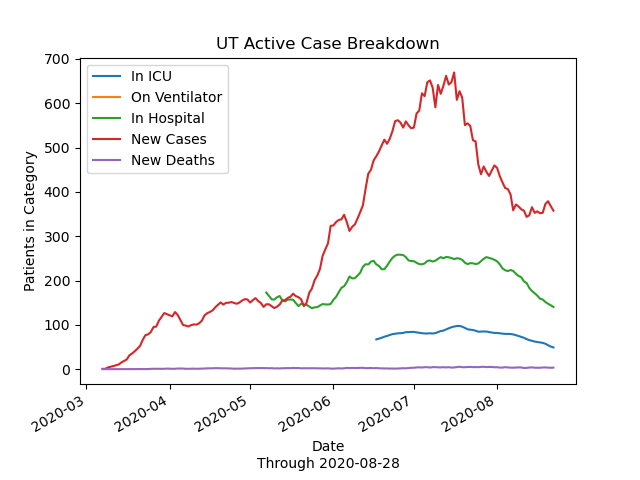 UT Active Case Breakdown
Patients in Category
700
600
500
400
300
200
100
0
In ICU
On Ventilator
In Hospital
New Cases
New Deaths
2020-03
2020-04
2020-05
2020-06
2020-07
2020-08
Date
Through 2020-08-28